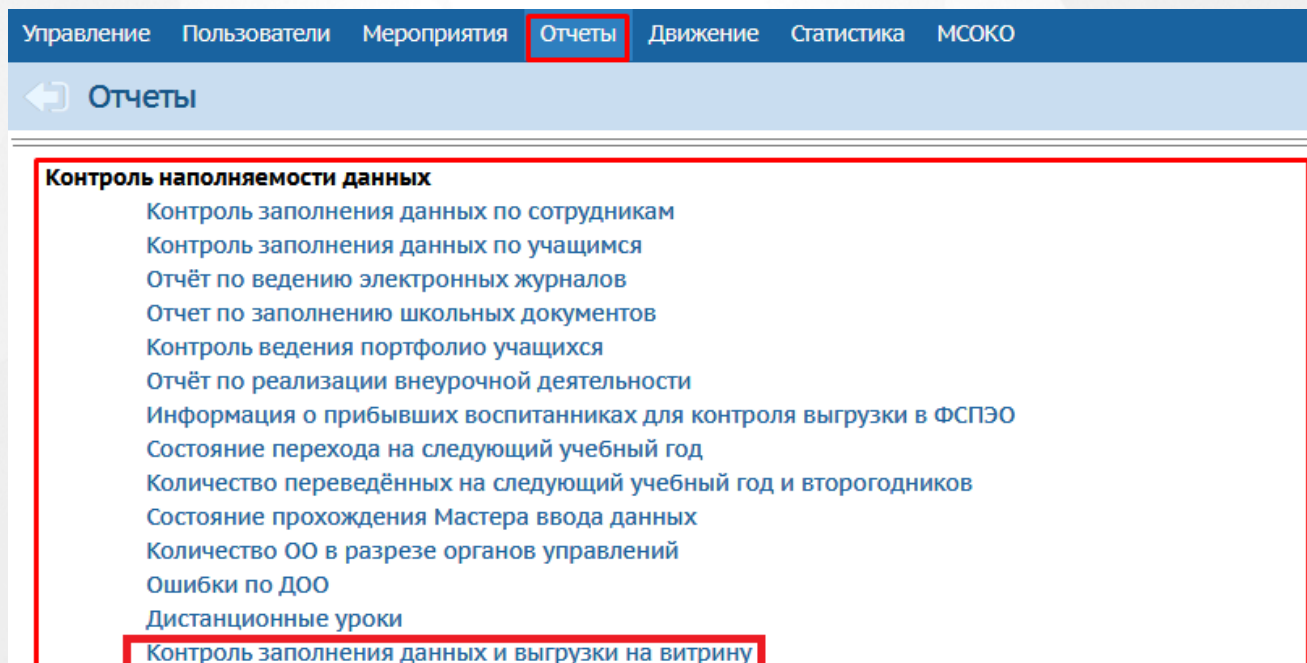 Управление Пользователи Мероприятия Отчеты Движение Статистика МСОКО
Отчеты
Контроль наполняемости данных
Контроль заполнения данных по сотрудникам
Контроль заполнения данных по учащимся
Отчёт по ведению электронных журналов
Отчет по заполнению школьных документов
Контроль ведения портфолио учащихся
Отчёт по реализации внеурочной деятельности
Информация о прибывших воспитанниках для контроля выгрузки в ФСПЭО
Состояние перехода на следующий учебный год
Количество переведённых на следующий учебный год и второгодников
Состояние прохождения Мастера ввода данных
Количество ОО в разрезе органов управлений
Ошибки по ДОО
Дистанционные уроки
Контроль заполнения данных и выгрузки на витрину